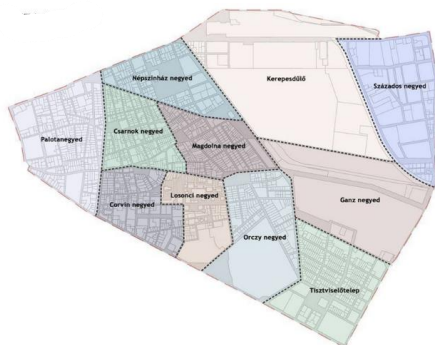 Népszínház negyed
Kerepesdűlő
Százados negyed
Palotanegyed
Csarnok negyed
Magdolna negyed
Corvin negyed
Losonci negyed
Ganz negyed
Orczy negyed
Tisztviselőtelep